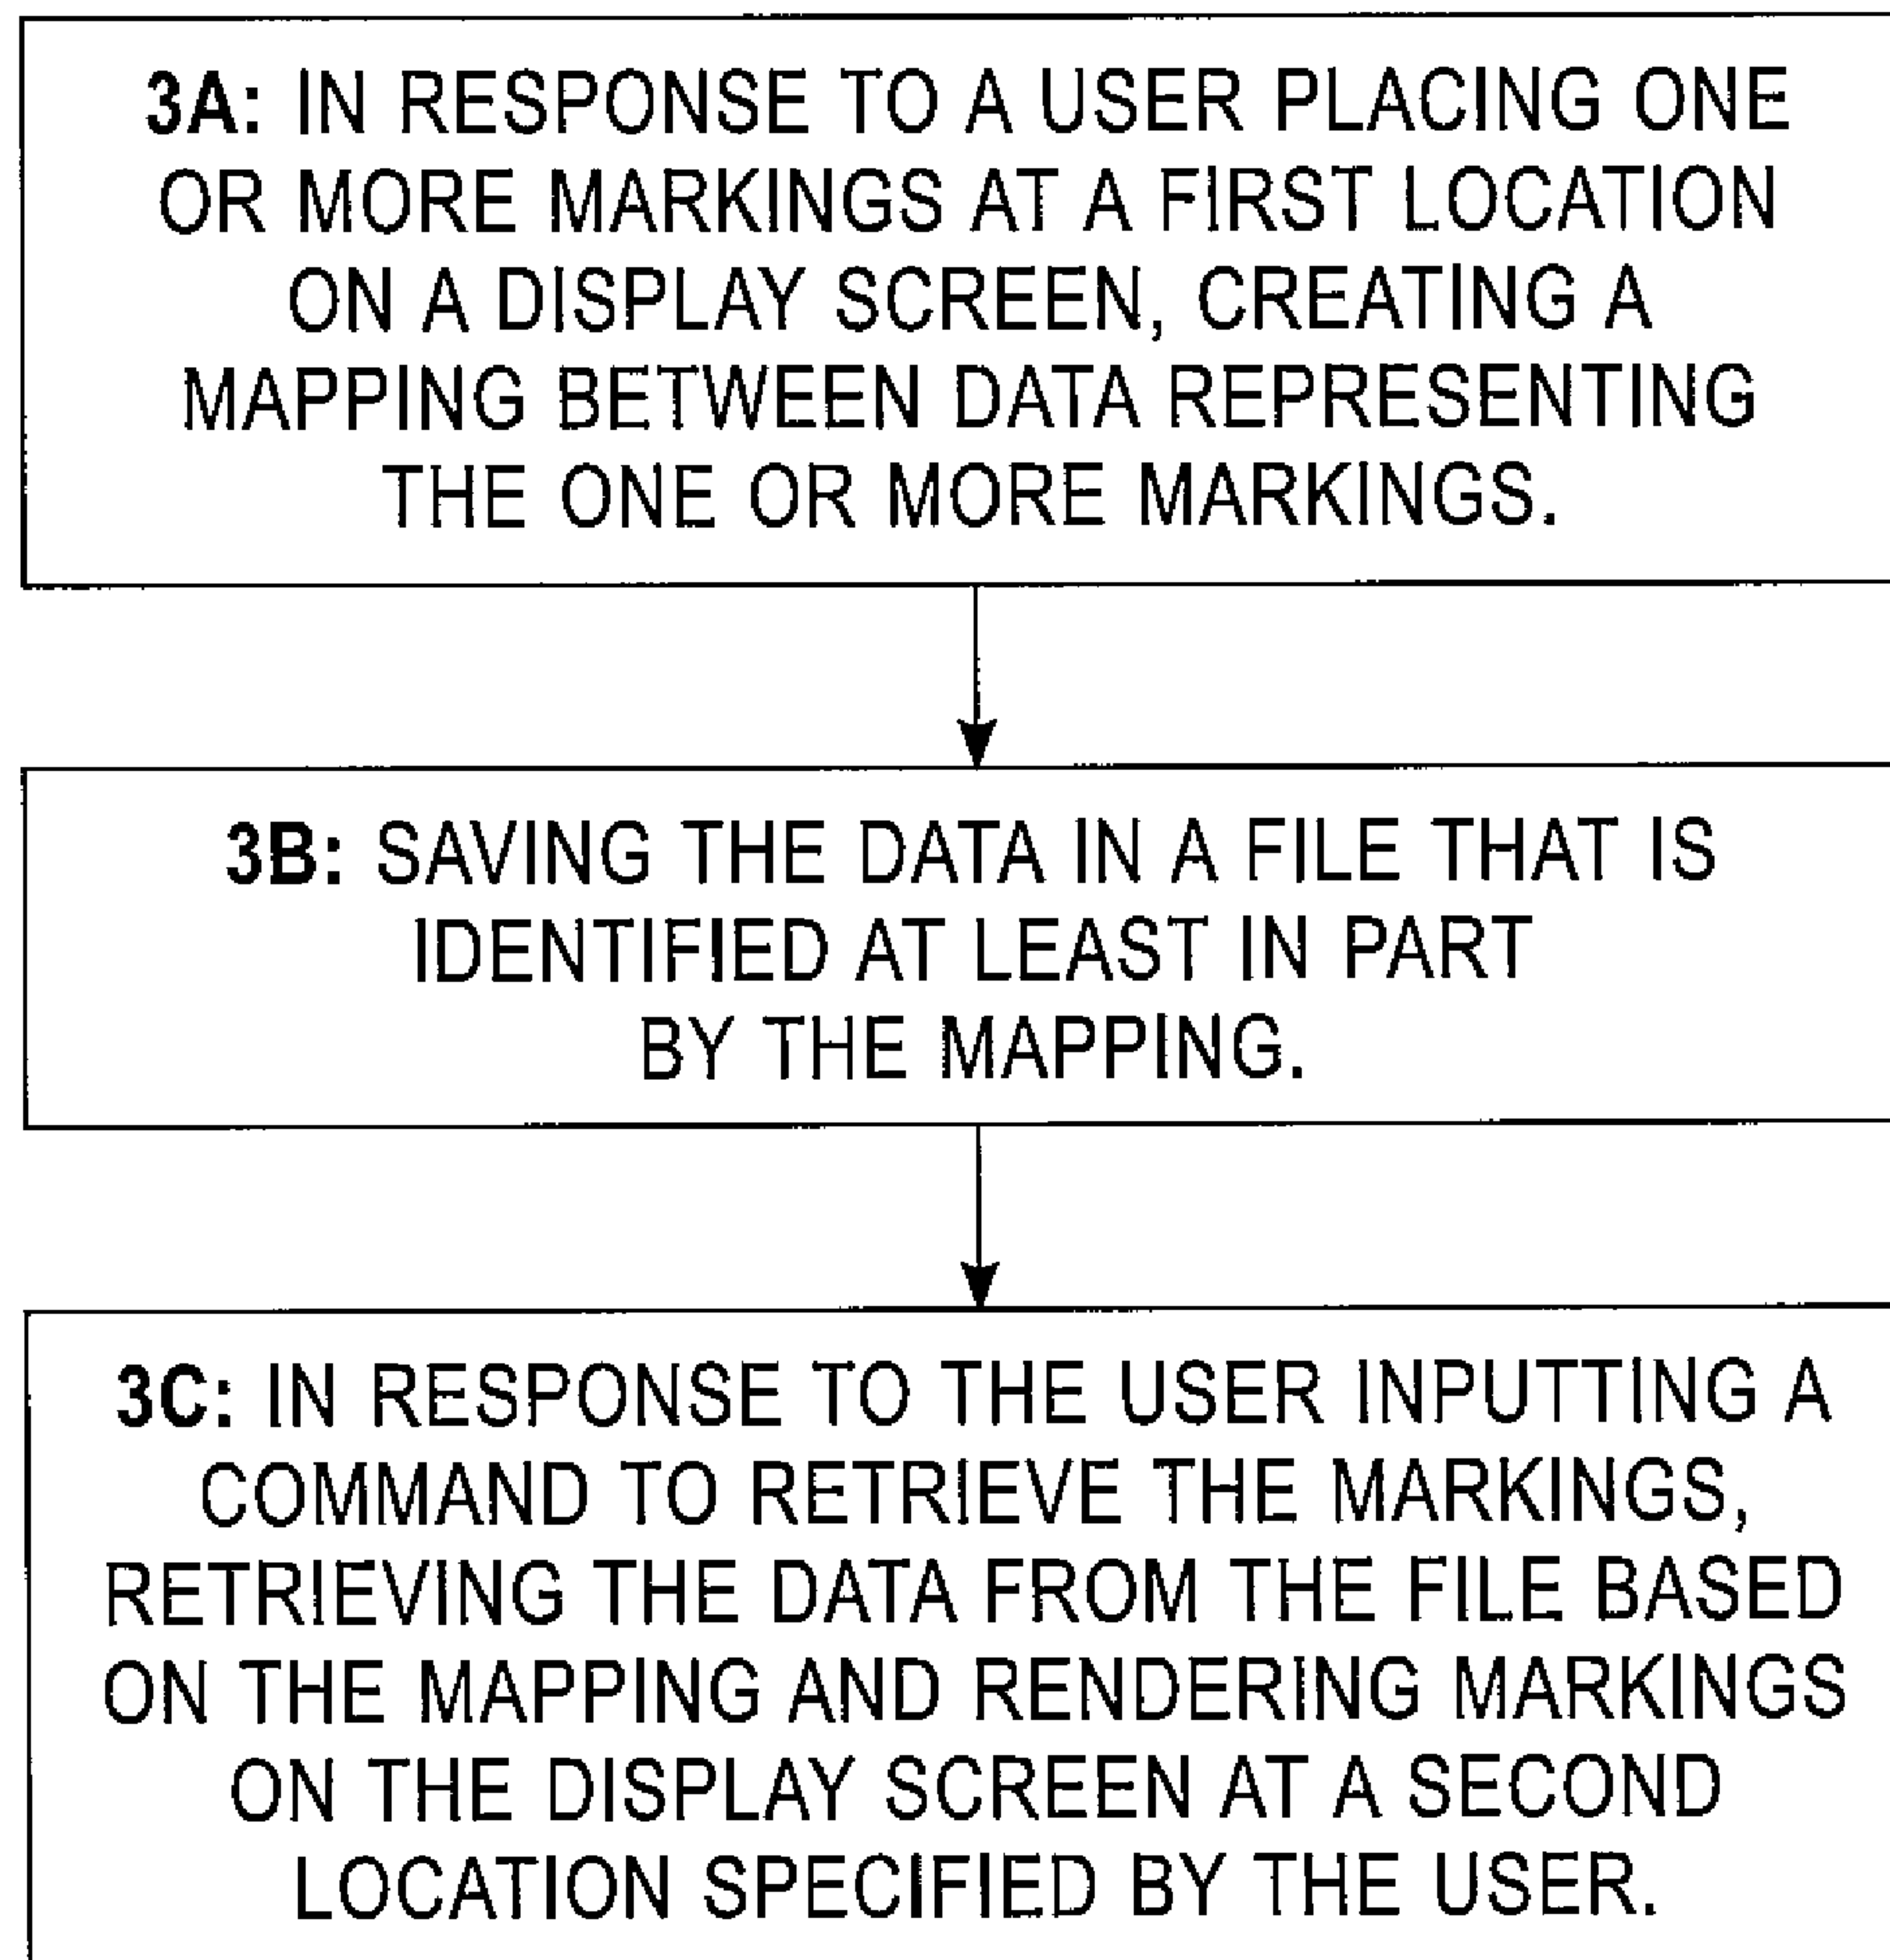 3A: IN RESPONSE TO A USER PLACING ONE
OR MORE MARKINGS AT A FIRST LOCATION
ON A DISPLAY SCREEN, CREATING A
MAPPING BETWEEN DATA REPRESENTING
THE ONE OR MORE MARKINGS.
3B: SAVING THE DATA IN A FILE THAT IS
IDENTIFIED AT LEAST IN PART
BY THE MAPPING.
3C: IN RESPONSE TO THE USER INPUTTING A
COMMAND TO RETRIEVE THE MARKINGS,
RETRIEVING THE DATA FROM THE FILE BASED
ON THE MAPPING AND RENDERING MARKINGS
ON THE DISPLAY SCREEN AT A SECOND
LOCATION SPECIFIED BY THE USER.